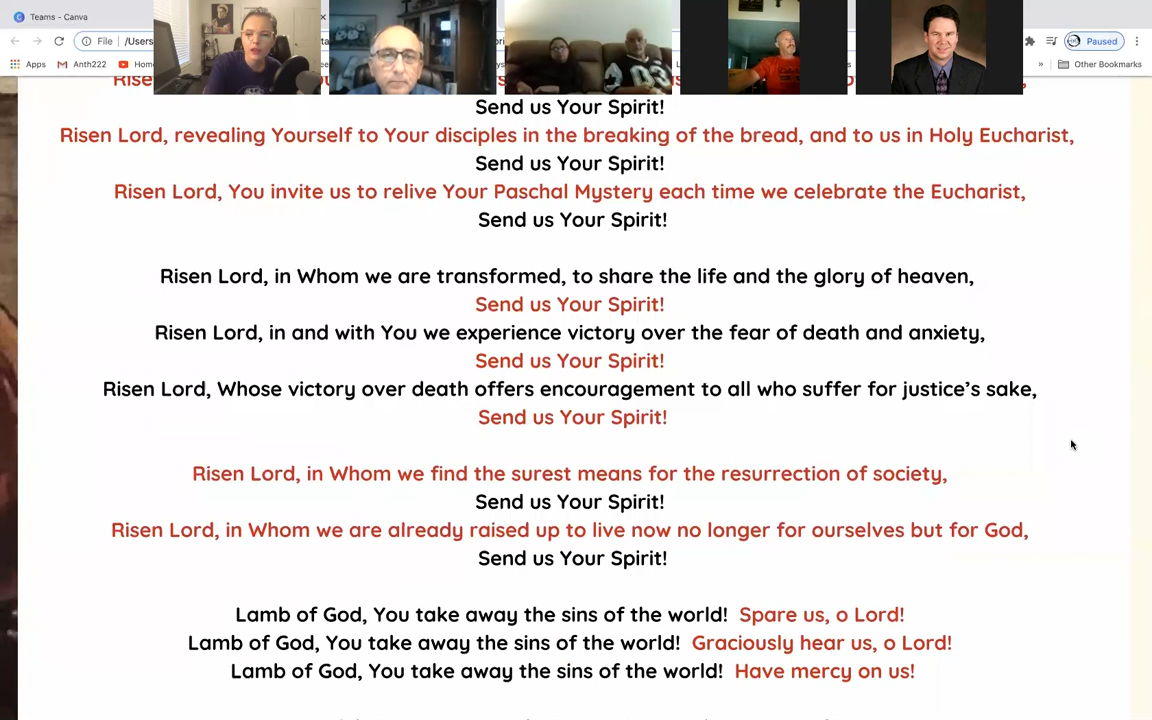 Teams - Canva
File
/Users
Paused
Apps
Anth222
Other Bookmarks
Send us Your Spirit!
Risen Lord, revealing Yourself to Your disciples in the breaking of the bread, and to us in Holy Eucharist,
Send us Your Spirit!
Risen Lord, You invite us to relive Your Paschal Mystery each time we celebrate the Eucharist,
Send us Your Spirit!
Risen Lord, in Whom we are transformed, to share the life and the glory of heaven,
Send us Your Spirit!
Risen Lord, in and with You we experience victory over the fear of death and anxiety,
Send us Your Spirit!
Risen Lord, Whose victory over death offers encouragement to all who suffer for justice’s sake,
Send us Your Spirit!
Risen Lord, in Whom we find the surest means for the resurrection of society,
Send us Your Spirit!
Risen Lord, in Whom we are already raised up to live now no longer for ourselves but for God,
Send us Your Spirit!
Lamb of God, You take away the sins of the world! Spare us, o Lord!
Lamb of God, You take away the sins of the world! Graciously hear us, o Lord!
Lamb of God, You take away the sins of the world! Have mercy on us!